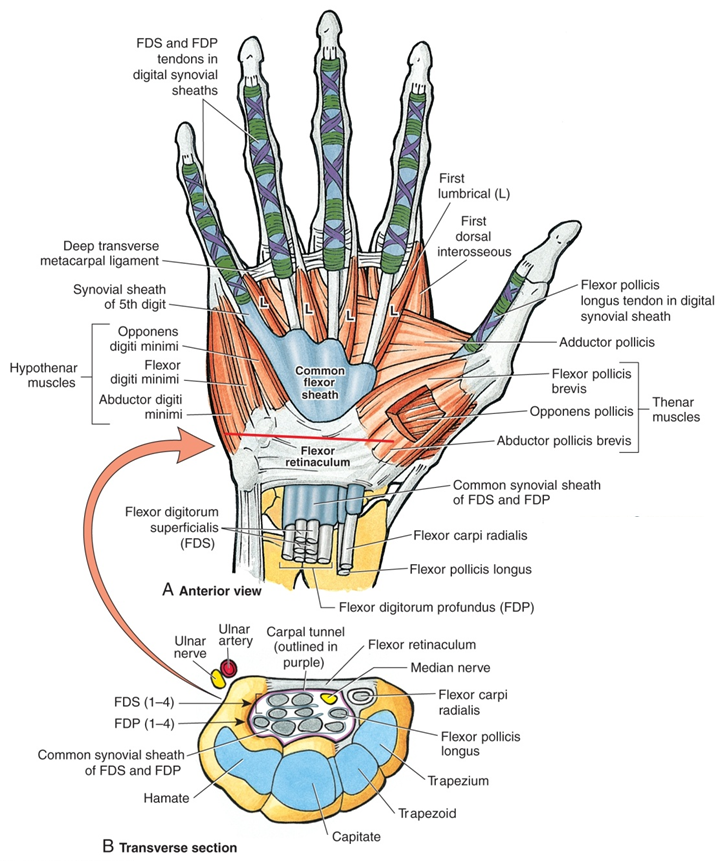 FDS and FDP
tendons in
digital synovial
sheaths
First
lumbrical (L)
First
dorsal
interosseous
Deep transverse
metacarpal ligament
Synovial sheath
of 5th digit
Flexor pollicis
longus tendon in digital
synovial sheath
L
L
L
L
Opponens
digiti minimi
Hypothenar
muscles
Flexor
digiti minimi
Abductor digiti
minimi
Common
flexor
sheath
Adductor pollicis
Flexor pollicis
brevis
Opponens pollicis
Thenar
muscles
Abductor pollicis brevis
Flexor
retinaculum
Common synovial sheath
of FDS and FDP
Flexor digitorum
superficialis
(FDS)
Flexor carpi radialis
Flexor pollicis longus
A Anterior view
Flexor digitorum profundus (FDP)
Ulnar
nerve
Ulnar
artery
Carpal tunnel
(outlined in
purple)
Flexor retinaculum
Median nerve
FDS (1–4)
FDP (1–4)
Flexor carpi
radialis
Flexor pollicis
longus
Common synovial sheath
of FDS and FDP
Trapezium
Hamate
Trapezoid
Capitate
B Transverse section